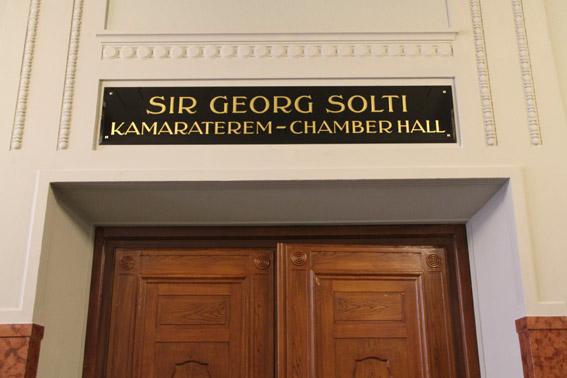 SIR GEORG SOLTI
KAMARATEREM – CHAMBER HALL